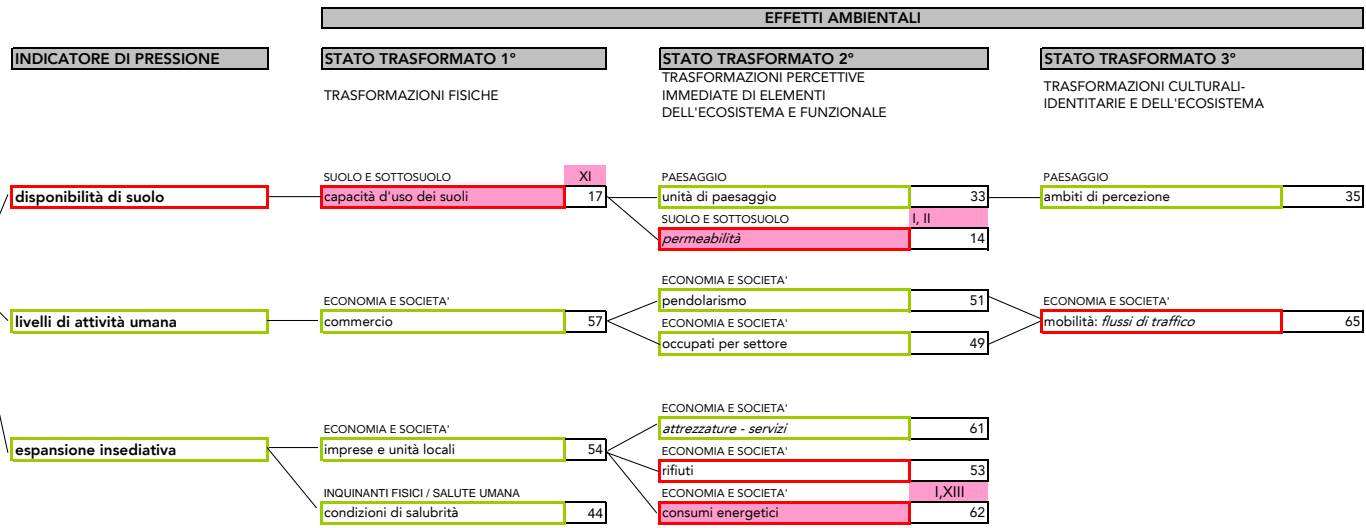 EFFETTI AMBIENTALI
INDICATORE DI PRESSIONE
STATO TRASFORMATO 1°
STATO TRASFORMATO 2°
STATO TRASFORMATO 3°
TRASFORMAZIONI FISICHE
TRASFORMAZIONI PERCETTIVE
IMMEDIATE DI ELEMENTI
DELL'ECOSISTEMA E FUNZIONALE
TRASFORMAZIONI CULTURALI-
IDENTITARIE E DELL'ECOSISTEMA
SUOLO E SOTTOSUOLO XI
PAESAGGIO
PAESAGGIO
disponibilità di suolo
capacità d'uso dei suoli 17
unità di paesaggio 33
ambiti di percezione 35
SUOLO E SOTTOSUOLO I, II
permeabilità 14
ECONOMIA E SOCIETA'
pendolarismo 51
ECONOMIA E SOCIETA'
ECONOMIA E SOCIETA'
livelli di attività umana
commercio 57
ECONOMIA E SOCIETA'
mobilità: flussi di traffico 65
occupati per settore 49
ECONOMIA E SOCIETA'
attrezzature - servizi 61
ECONOMIA E SOCIETA'
espansione insediativa
imprese e unità locali 54
ECONOMIA E SOCIETA'
rifiuti 53
INQUINANTI FISICI / SALUTE UMANA
ECONOMIA E SOCIETA' I,XIII
condizioni di salubrità 44
consumi energetici 62